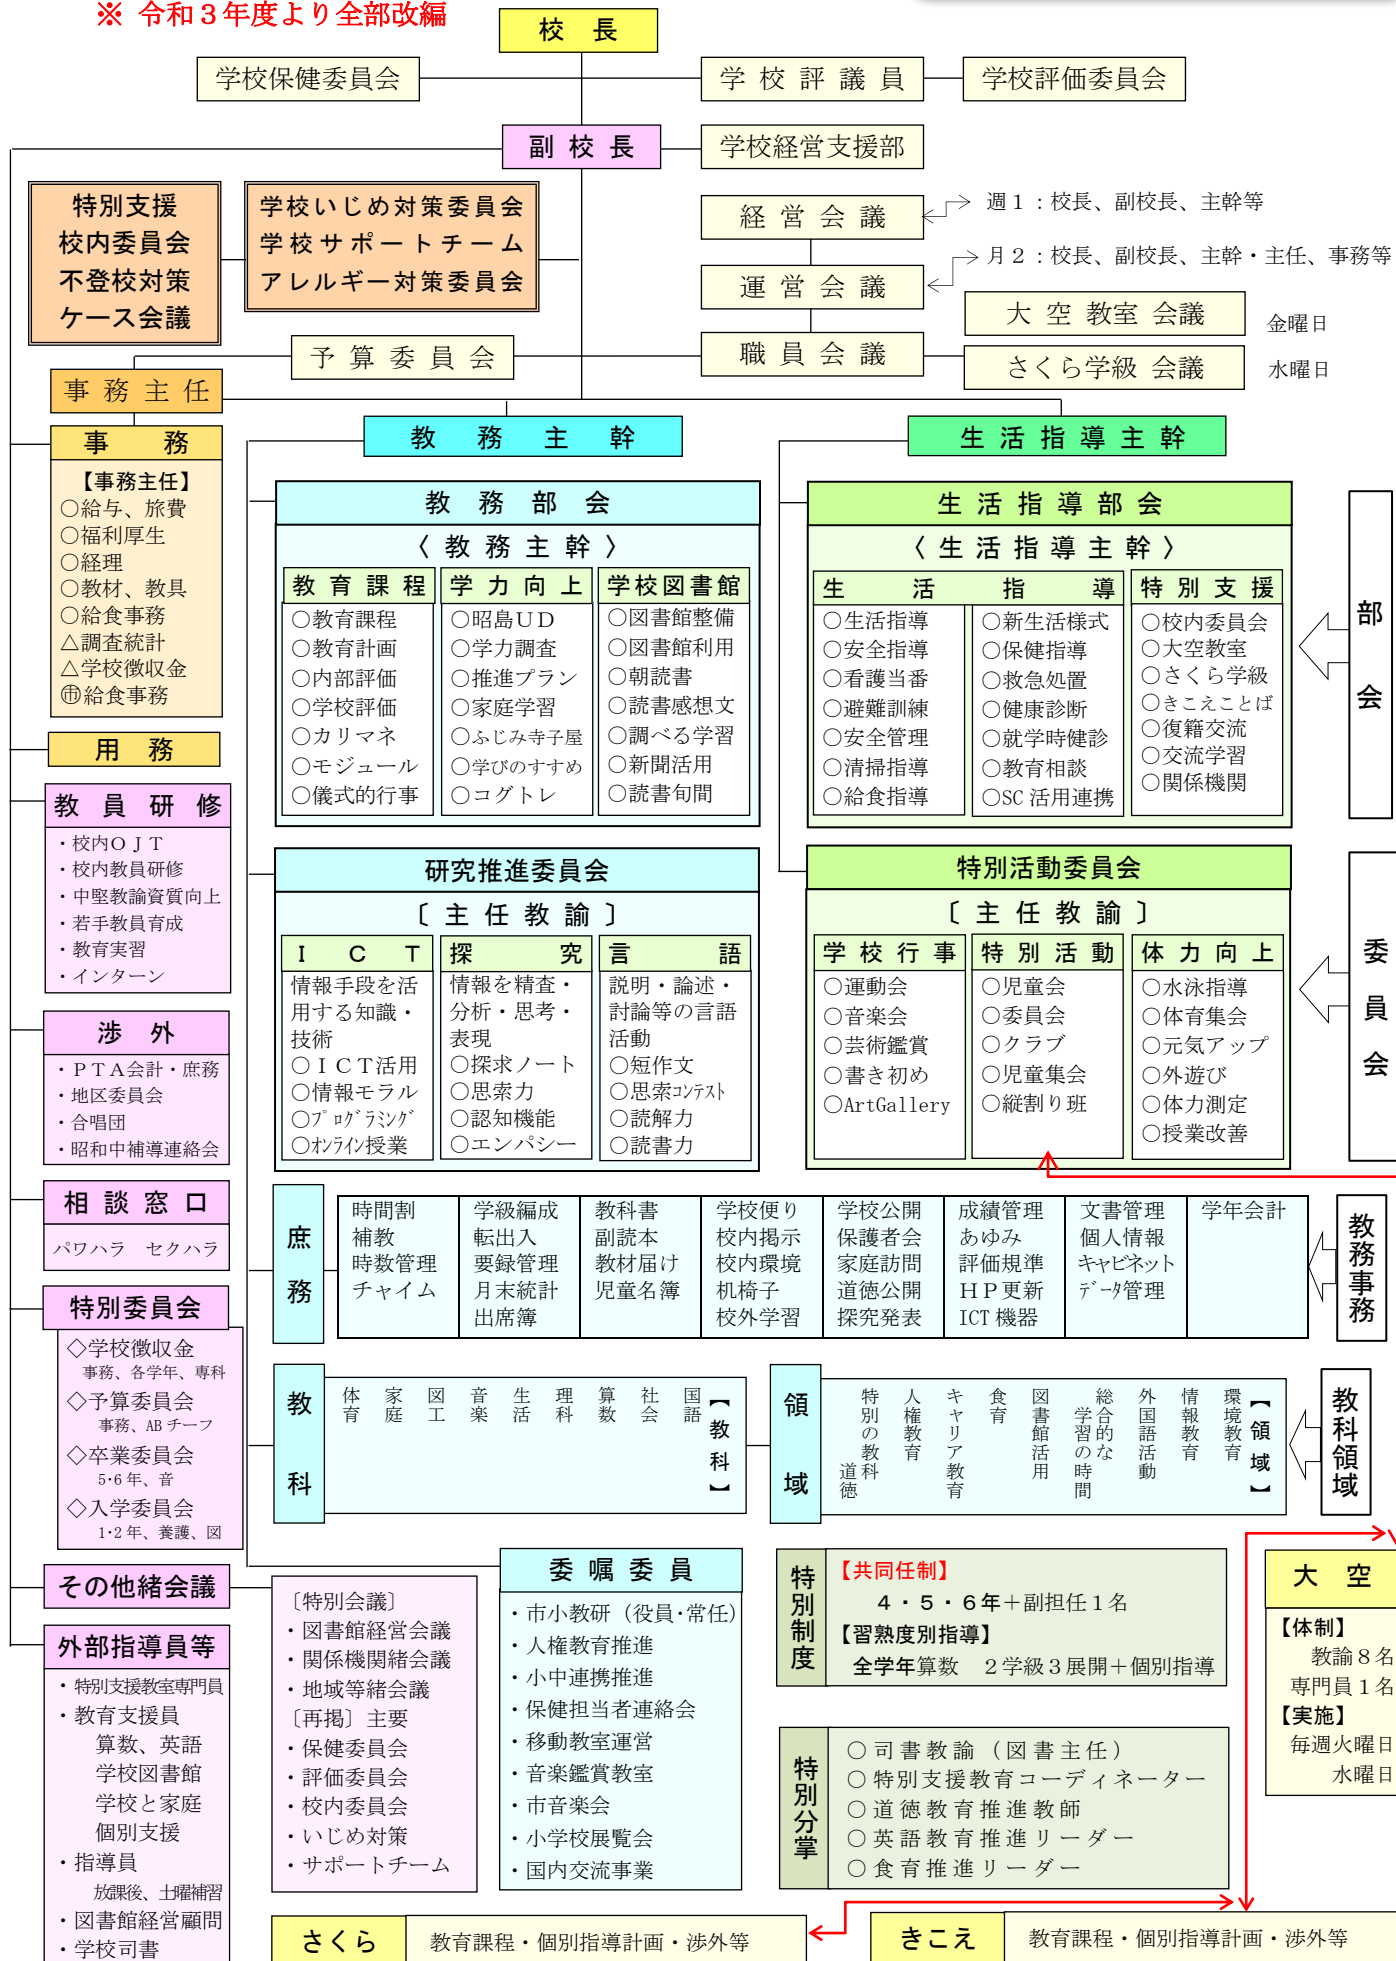 ※ 令和３年度より全部改編
校 長
学校保健委員会
学 校 評 議 員
学校評価委員会
副 校 長
学校経営支援部
特別支援
校内委員会
不登校対策
ケース会議
学校いじめ対策委員会
学校サポートチーム
アレルギー対策委員会
経 営 会 議
週１：校長、副校長、主幹等
運 営 会 議
月２：校長、副校長、主幹・主任、事務等
大 空 教室 会議
金曜日
予 算 委 員 会
職 員 会 議
さくら学級 会議
水曜日
事 務 主 任
事 務
【事務主任】
○給与、旅費
○福利厚生
○経理
○教材、教具
○給食事務
△調査統計
△学校徴収金
㊄給食事務
用 務
教 員 研 修
・校内ＯＪＴ
・校内教員研修
・中堅教諭資質向上
・若手教員育成
・教育実習
・インターン
渉 外
・ＰＴＡ会計・庶務
・地区委員会
・合唱団
・昭和中補導連絡会
相 談 窓 口
パワハラ セクハラ
特別委員会
◇学校徴収金
事務、各学年、専科
◇予算委員会
事務、AB チーフ
◇卒業委員会
5･6 年、音
◇入学委員会
1･2 年、養護、図
その他緒会議
外部指導員等
・特別支援教室専門員
・教育支援員
算数、英語
学校図書館
学校と家庭
個別支援
・指導員
放課後、土曜補習
・図書館経営顧問
・学校司書
教 務 主 幹
教 務 部 会
〈 教 務 主 幹 〉
教 育 課 程
○教育課程
○教育計画
○内部評価
○学校評価
○カリマネ
○モジュール
○儀式的行事
学 力 向 上
○昭島ＵＤ
○学力調査
○推進プラン
○家庭学習
○ふじみ寺子屋
○学びのすすめ
○コグトレ
学校図書館
○図書館整備
○図書館利用
○朝読書
○読書感想文
○調べる学習
○新聞活用
○読書旬間
生 活 指 導 主 幹
生 活 指 導 部 会
〈 生 活 指 導 主 幹 〉
生 活 指 導
○生活指導
○安全指導
○看護当番
○避難訓練
○安全管理
○清掃指導
○給食指導
○新生活様式
○保健指導
○救急処置
○健康診断
○就学時健診
○教育相談
○SC 活用連携
特 別 支 援
○校内委員会
○大空教室
○さくら学級
○きこえことば
○復籍交流
○交流学習
○関係機関
部 会
研究推進委員会
〔 主 任 教 諭 〕
Ｉ Ｃ Ｔ
情報手段を活
用する知識・
技術
○ＩＣＴ活用
○情報モラル
○ﾌﾟﾛｸﾞﾗﾐﾝｸﾞ
○ｵﾝﾗｲﾝ授業
探 究
情報を精査・
分析・思考・
表現
○探求ノート
○思索力
○認知機能
○エンパシー
言 語
説明・論述・
討論等の言語
活動
○短作文
○思索ｺﾝﾃｽﾄ
○読解力
○読書力
特別活動委員会
〔 主 任 教 諭 〕
学 校 行 事
○運動会
○音楽会
○芸術鑑賞
○書き初め
○ArtGallery
特 別 活 動
○児童会
○委員会
○クラブ
○児童集会
○縦割り班
体 力 向 上
○水泳指導
○体育集会
○元気アップ
○外遊び
○体力測定
○授業改善
委 員 会
庶 務
時間割
補教
時数管理
チャイム
学級編成
転出入
要録管理
月末統計
出席簿
教科書
副読本
教材届け
児童名簿
学校便り
校内掲示
校内環境
机椅子
校外学習
学校公開
保護者会
家庭訪問
道徳公開
探究発表
成績管理
あゆみ
評価規準
ＨＰ更新
ICT 機器
文書管理
個人情報
ｷｬﾋﾞﾈｯﾄ
ﾃﾞｰﾀ管理
学年会計
教務事務
教 科
【教 科】
国語
社会
算数
理科
生活
音楽
図工
家庭
体育
領 域
【領 域】
環境教育
情報教育
外国語活動
総合的な
学習の時間
図書館活用
食育
キャリア教育
人権教育
特別の教科
道徳
教科領域
〔特別会議〕
・図書館経営会議
・関係機関緒会議
・地域等緒会議
〔再掲〕主要
・保健委員会
・評価委員会
・校内委員会
・いじめ対策
・サポートチーム
委 嘱 委 員
・市小教研（役員･常任）
・人権教育推進
・小中連携推進
・保健担当者連絡会
・移動教室運営
・音楽鑑賞教室
・市音楽会
・小学校展覧会
・国内交流事業
特別制度
【共同任制】
４・５・６年＋副担任１名
【習熟度別指導】
全学年算数 ２学級３展開＋個別指導
特別分掌
○司書教諭（図書主任）
○特別支援教育コーディネーター
○道徳教育推進教師
○英語教育推進リーダー
○食育推進リーダー
大 空
【体制】
教諭８名
専門員１名
【実施】
毎週火曜日
水曜日
さくら
教育課程・個別指導計画・渉外等
きこえ
教育課程・個別指導計画・渉外等